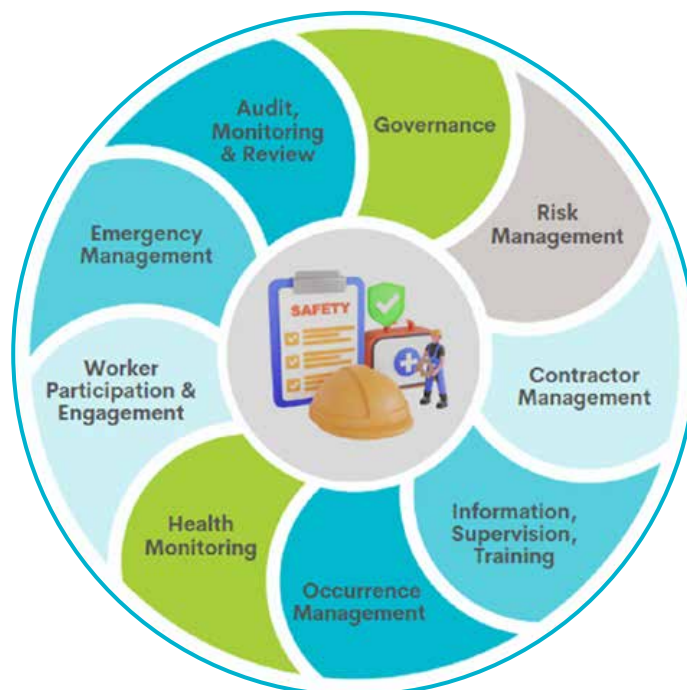 Governance
Risk
Management
Contractor
Management
Information,
Supervision,
Training
Occurrence
Management
Health
Monitoring
Worker
Participation &
Engagement
Emergency
Management
Audit,
Monitoring
& Review
SAFETY